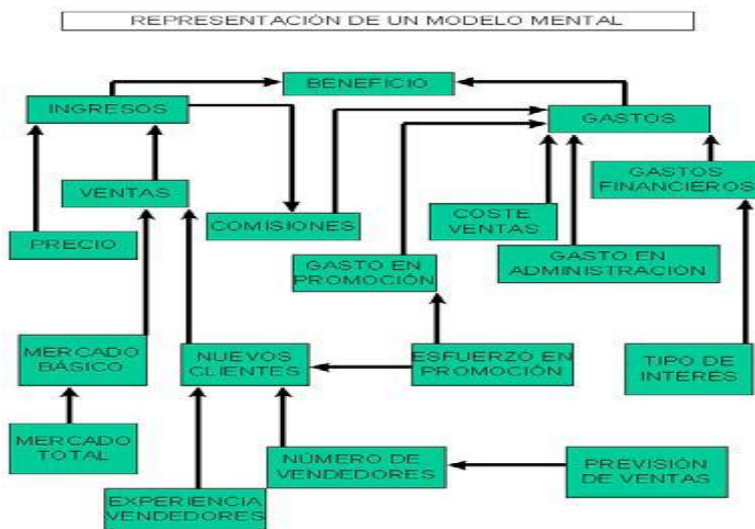 REPRESENTACIÓN DE UN MODELO MENTAL
BENEFICIO
INGRESOS
GASTOS
VENTAS
GASTOS
FINANCIEROS
COMISIONES
COSTE
VENTAS
PRECIO
GASTO EN
PROMOCIÓN
GASTO EN
ADMINISTRACIÓN
MERCADO
BÁSICO
NUEVOS
CLIENTES
ESFUERZO EN
PROMOCIÓN
TIPO DE
INTERÉS
MERCADO
TOTAL
NÚMERO DE
VENDEDORES
PREVISIÓN
DE VENTAS
EXPERIENCIA
VENDEDORES